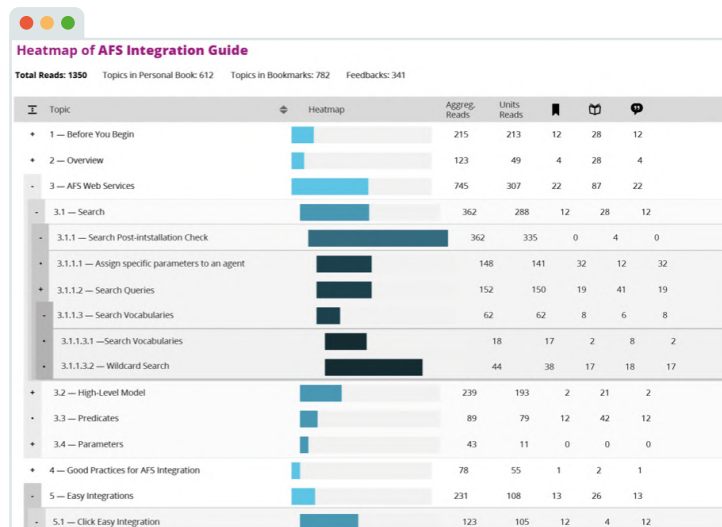 Heatmap of AFS Integration Guide
Total Reads: 1350 Topics in Personal Book: 612 Topics in Bookmarks: 782 Feedbacks: 341
Topic Heatmap Aggreg. Reads Units Reads
+ 1 — Before You Begin 215 213 12 28 12
+ 2 — Overview 123 49 4 28 4
- 3 — AFS Web Services 745 307 22 87 22
- 3.1 — Search 362 288 12 28 12
- 3.1.1 — Search Post-intstallation Check 362 335 0 4 0
• 3.1.1.1 — Assign specific parameters to an agent 148 141 32 12 32
+ 3.1.1.2 — Search Queries 152 150 19 41 19
- 3.1.1.3 — Search Vocabularies 62 62 8 6 8
• 3.1.1.3.1 —Search Vocabularies 18 17 2 8 2
• 3.1.1.3.2 — Wildcard Search 44 38 17 18 17
+ 3.2 — High-Level Model 239 193 2 21 2
• 3.3 — Predicates 89 79 12 42 12
+ 3.4 — Parameters 43 11 0 0 0
+ 4 — Good Practices for AFS Integration 78 55 1 2 1
- 5 — Easy Integrations 231 108 13 26 13
- 5.1 — Click Easy Integration 123 105 12 4 12